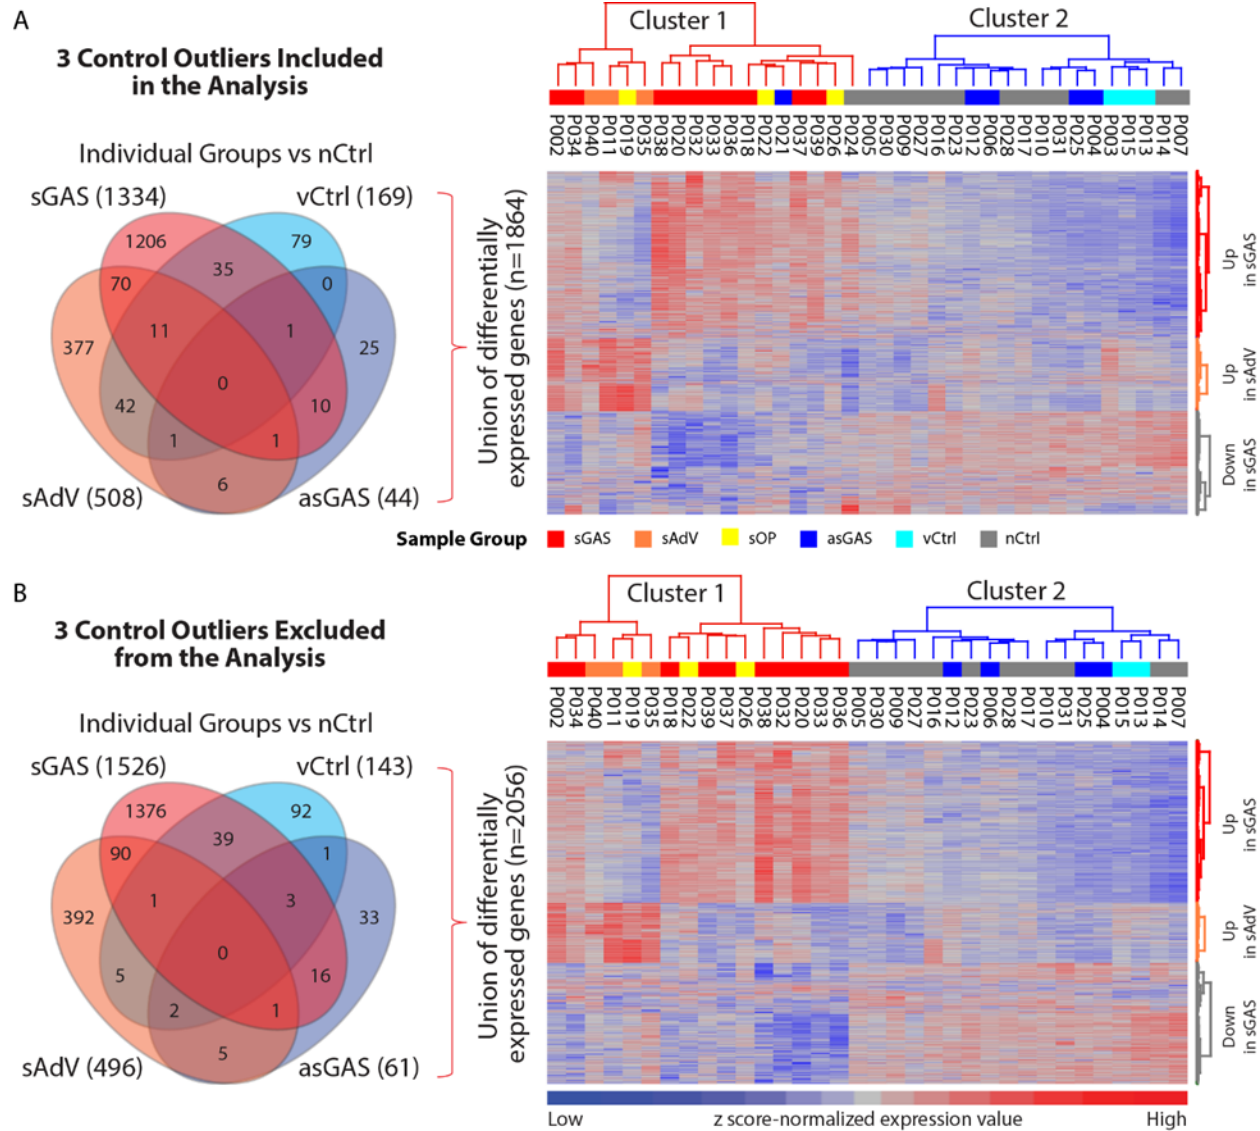 A
3 Control Outliers Included
in the Analysis
Individual Groups vs nCtrl
sGAS (1334)
vCtrl (169)
1206
79
35
70
0
377
11
1
25
0
42
10
1
1
6
sAdV (508)
asGAS (44)
Union of differentially
expressed genes (n=1864)
Cluster 1
Cluster 2
P002
P034
P040
P011
P019
P035
P038
P020
P032
P033
P036
P018
P022
P021
P037
P039
P026
P024
P005
P030
P009
P027
P016
P023
P012
P006
P028
P017
P010
P031
P025
P004
P003
P015
P013
P014
P007
Up
in sGAS
Up
in sAdV
Down
in sGAS
Sample Group
sGAS
sAdV
sOP
asGAS
vCtrl
nCtrl
B
3 Control Outliers Excluded
from the Analysis
Individual Groups vs nCtrl
sGAS (1526)
vCtrl (143)
1376
92
39
90
1
392
1
3
33
0
5
16
2
1
5
sAdV (496)
asGAS (61)
Union of differentially
expressed genes (n=2056)
Cluster 1
Cluster 2
P002
P034
P040
P011
P019
P035
P018
P022
P039
P037
P026
P038
P032
P020
P033
P036
P005
P030
P009
P027
P016
P012
P023
P006
P028
P017
P010
P031
P025
P004
P015
P013
P014
P007
Up
in sGAS
Up
in sAdV
Down
in sGAS
Low
z score-normalized expression value
High